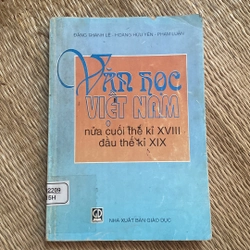 ĐẶNG THANH LÊ - HOÀNG HỮU YÊN - PHẠM LUẬN
VĂN HỌC
VIỆT NAM
nửa cuối thế kỉ XVIII
đầu thế kỉ XIX
NHÀ XUẤT BẢN GIÁO DỤC